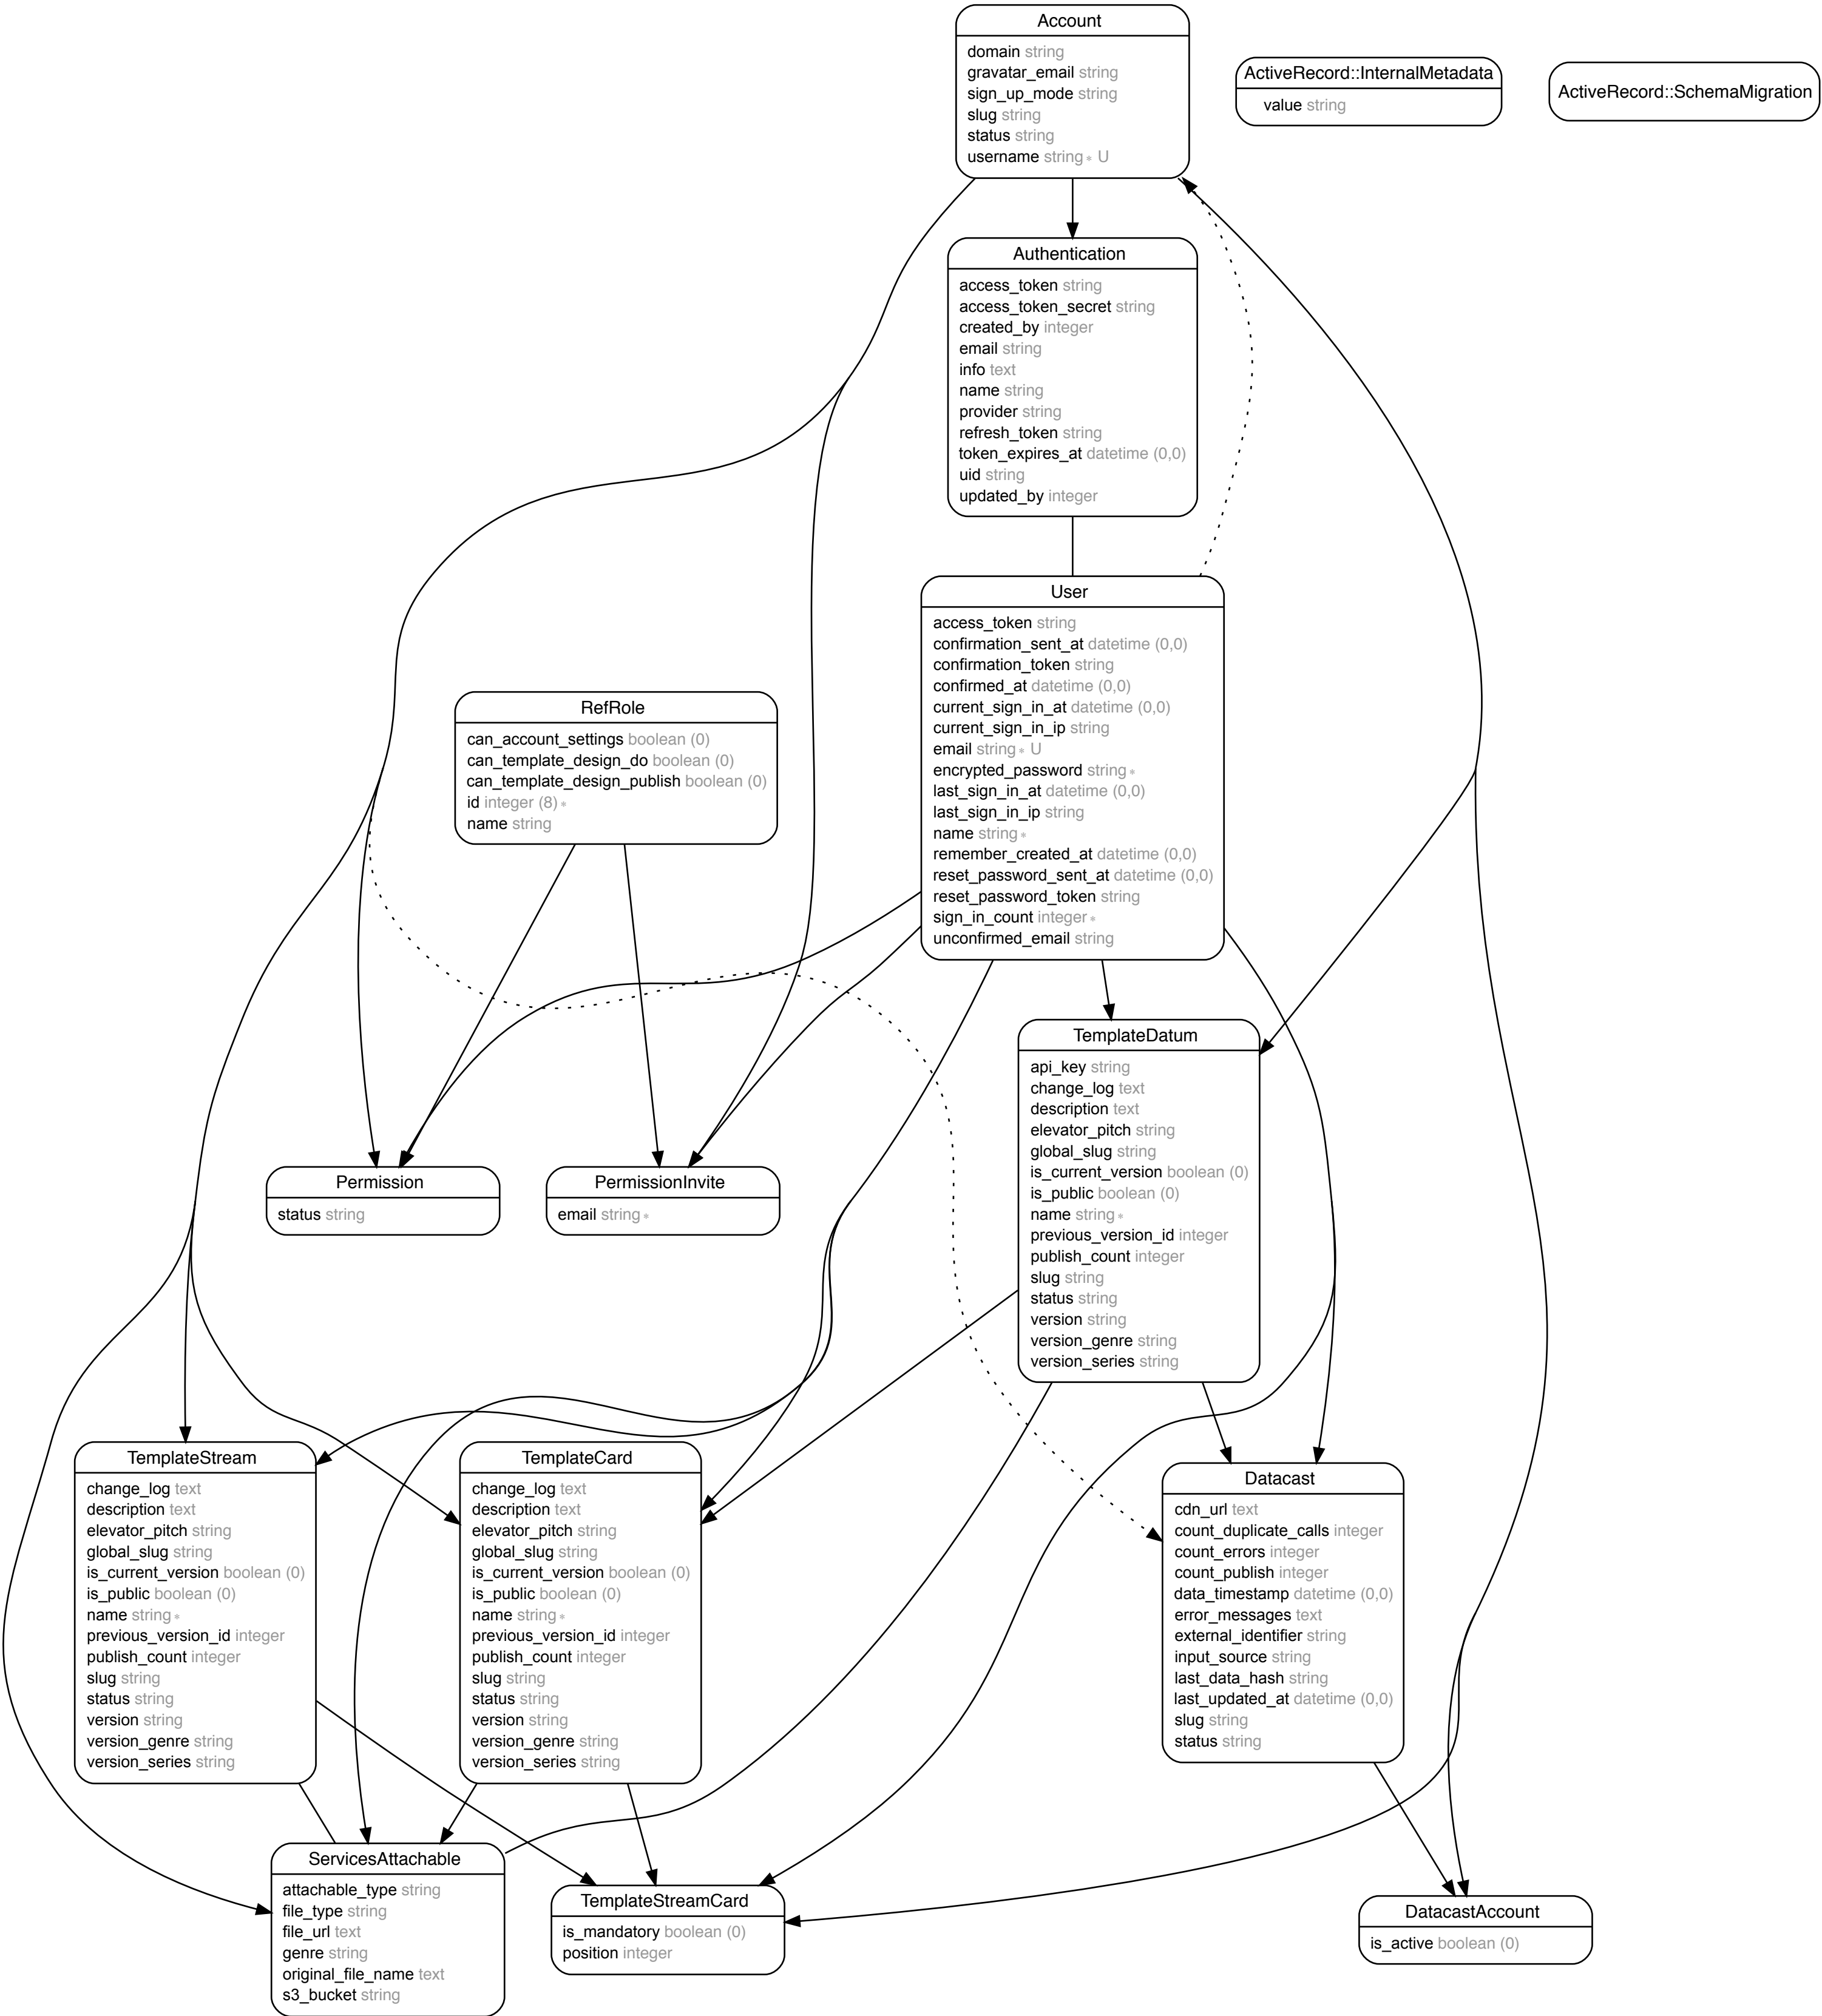 Account
domain string
gravatar_email string
sign_up_mode string
slug string
status string
username string* U
ActiveRecord::InternalMetadata
value string
ActiveRecord::SchemaMigration
Authentication
access_token string
access_token_secret string
created_by integer
email string
info text
name string
provider string
refresh_token string
token_expires_at datetime (0,0)
uid string
updated_by integer
User
access_token string
confirmation_sent_at datetime (0,0)
confirmation_token string
confirmed_at datetime (0,0)
current_sign_in_at datetime (0,0)
current_sign_in_ip string
email string* U
encrypted_password string*
last_sign_in_at datetime (0,0)
last_sign_in_ip string
name string*
remember_created_at datetime (0,0)
reset_password_sent_at datetime (0,0)
reset_password_token string
sign_in_count integer*
unconfirmed_email string
RefRole
can_account_settings boolean (0)
can_template_design_do boolean (0)
can_template_design_publish boolean (0)
id integer (8)*
name string
TemplateDatum
api_key string
change_log text
description text
elevator_pitch string
global_slug string
is_current_version boolean (0)
is_public boolean (0)
name string*
previous_version_id integer
publish_count integer
slug string
status string
version string
version_genre string
version_series string
Permission
status string
PermissionInvite
email string*
TemplateStream
change_log text
description text
elevator_pitch string
global_slug string
is_current_version boolean (0)
is_public boolean (0)
name string*
previous_version_id integer
publish_count integer
slug string
status string
version string
version_genre string
version_series string
TemplateCard
change_log text
description text
elevator_pitch string
global_slug string
is_current_version boolean (0)
is_public boolean (0)
name string*
previous_version_id integer
publish_count integer
slug string
status string
version string
version_genre string
version_series string
Datacast
cdn_url text
count_duplicate_calls integer
count_errors integer
count_publish integer
data_timestamp datetime (0,0)
error_messages text
external_identifier string
input_source string
last_data_hash string
last_updated_at datetime (0,0)
slug string
status string
ServicesAttachable
attachable_type string
file_type string
file_url text
genre string
original_file_name text
s3_bucket string
TemplateStreamCard
is_mandatory boolean (0)
position integer
DatacastAccount
is_active boolean (0)